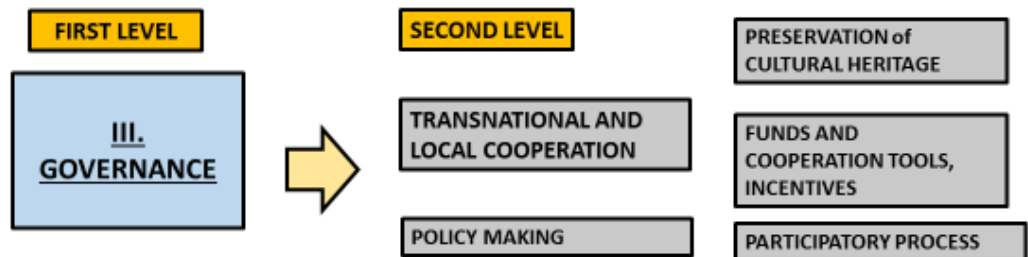 FIRST LEVEL
III.
GOVERNANCE
SECOND LEVEL
TRANSNATIONAL AND
LOCAL COOPERATION
POLICY MAKING
PRESERVATION of
CULTURAL HERITAGE
FUNDS AND
COOPERATION TOOLS,
INCENTIVES
PARTICIPATORY PROCESS